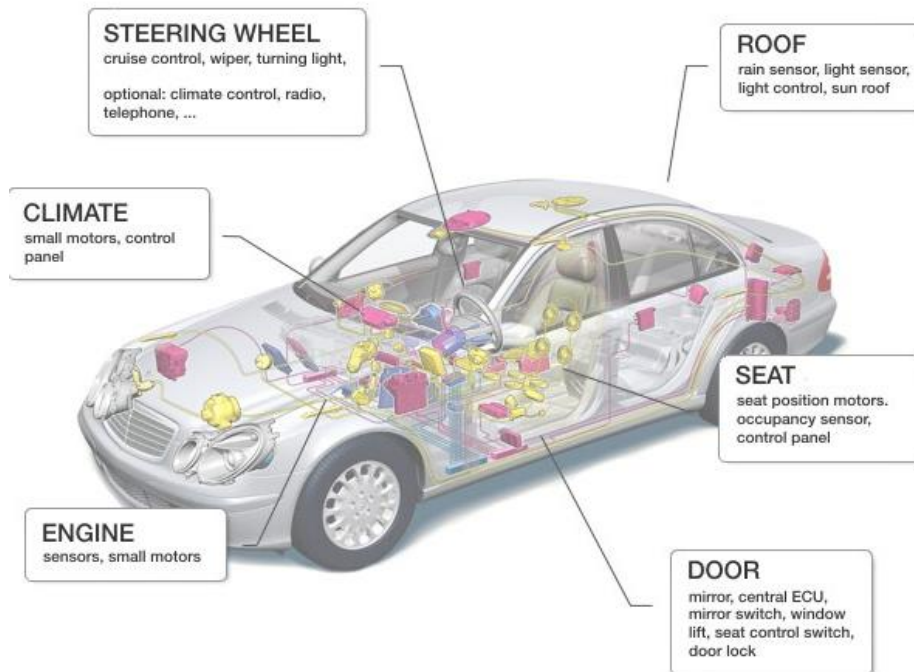 STEERING WHEEL
cruise control, wiper, turning light,
optional: climate control, radio,
telephone, ...
ROOF
rain sensor, light sensor,
light control, sun roof
CLIMATE
small motors, control
panel
SEAT
seat position motors.
occupancy sensor,
control panel
ENGINE
sensors, small motors
DOOR
mirror, central ECU,
mirror switch, window
lift, seat control switch,
door lock